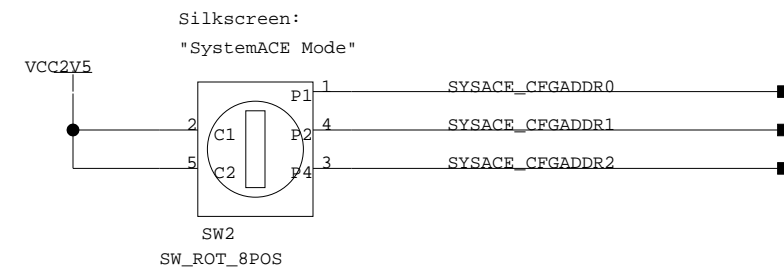 Silkscreen:
"SystemACE Mode"
VCC2V5
P1 1 SYSACE_CFGADDR0
2 C1 P2 4 SYSACE_CFGADDR1
5 C2 P4 3 SYSACE_CFGADDR2
SW2
SW_ROT_8POS